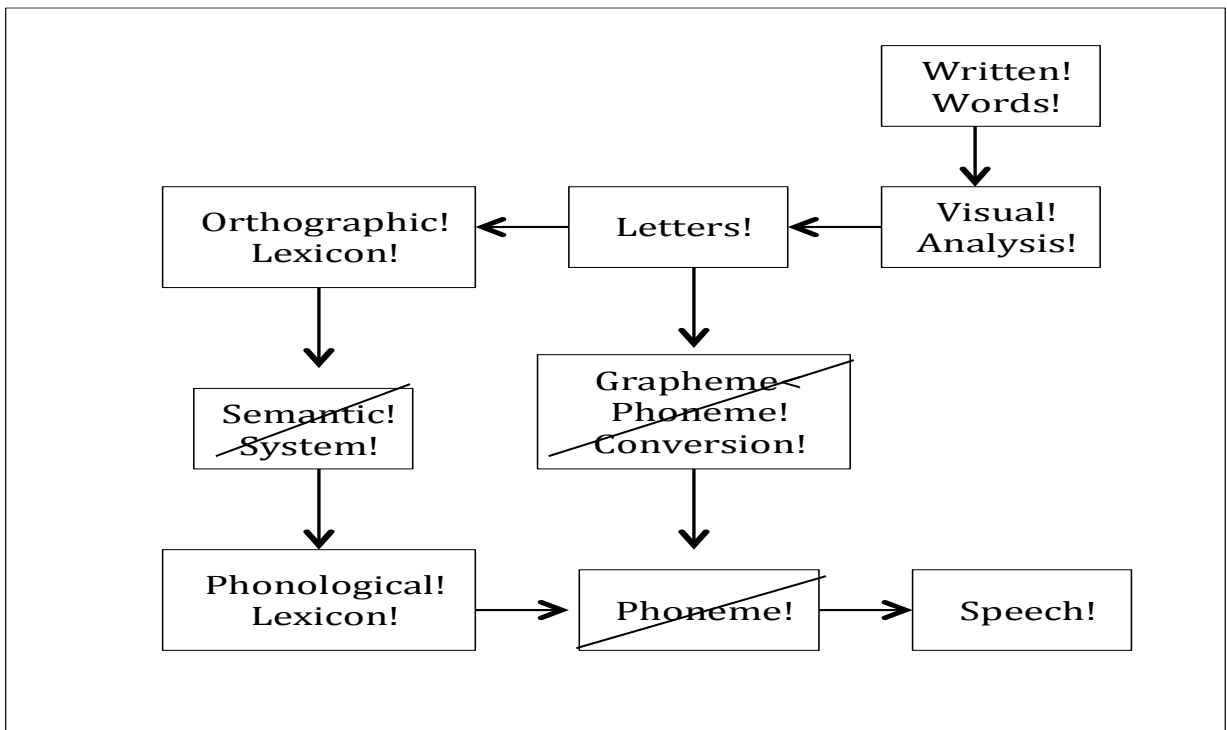 Written!
Words!
Orthographic!
Lexicon!
Letters!
Visual!
Analysis!
Semantic!
System!
Grapheme<
Phoneme!
Conversion!
Phonological!
Lexicon!
Phoneme!
Speech!